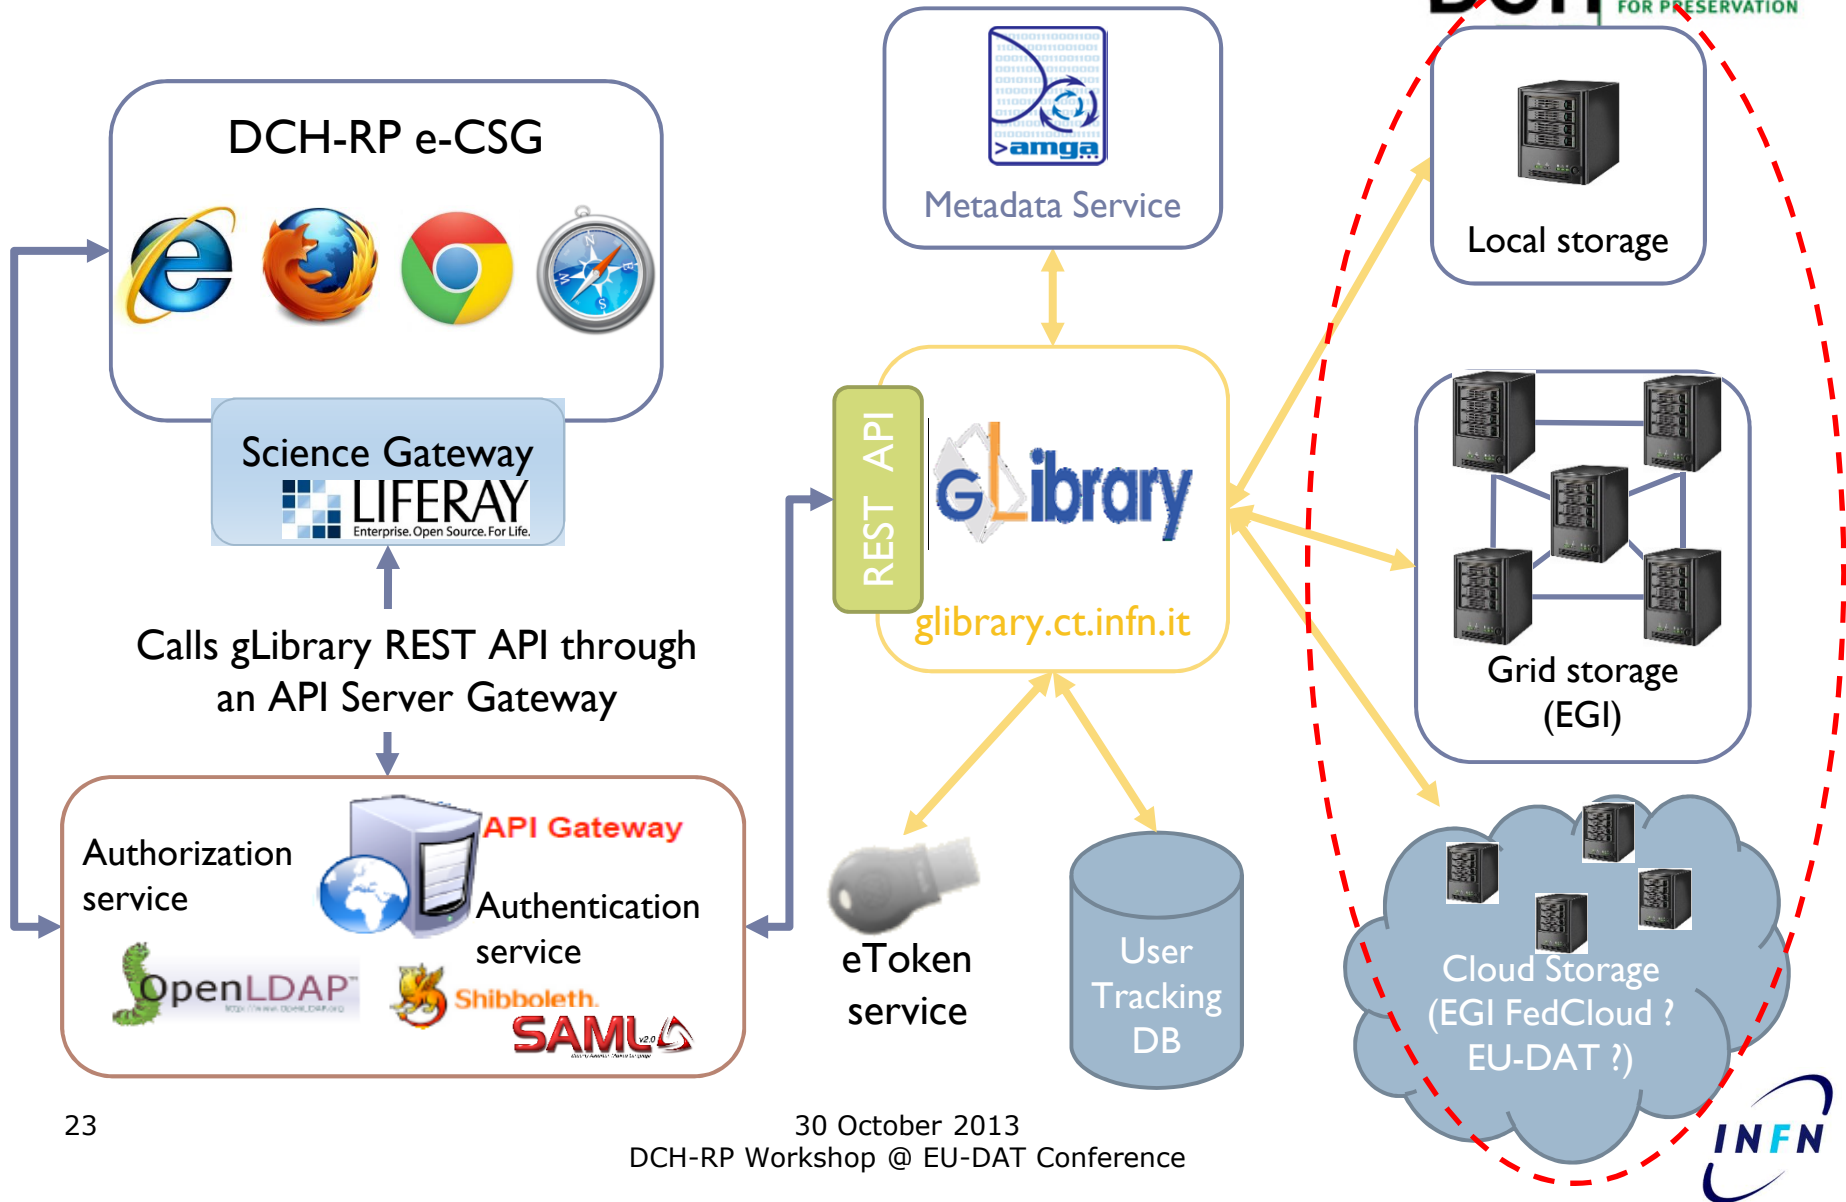 FOR PRESERVATION
DCH-RP e-CSG
Science Gateway
LIFERAY
Enterprise. Open Source. For Life.
Calls gLibrary REST API through
an API Server Gateway
API Gateway
Authorization
service
Authentication
service
OpenLDAP
Shibboleth.
SAML v2.0
>amga...
Metadata Service
REST API
gLibrary
glibrary.ct.infn.it
eToken
service
User
Tracking
DB
Local storage
Grid storage
(EGI)
Cloud Storage
(EGI FedCloud ?
EU-DAT ?)
23
30 October 2013
DCH-RP Workshop @ EU-DAT Conference
INFN